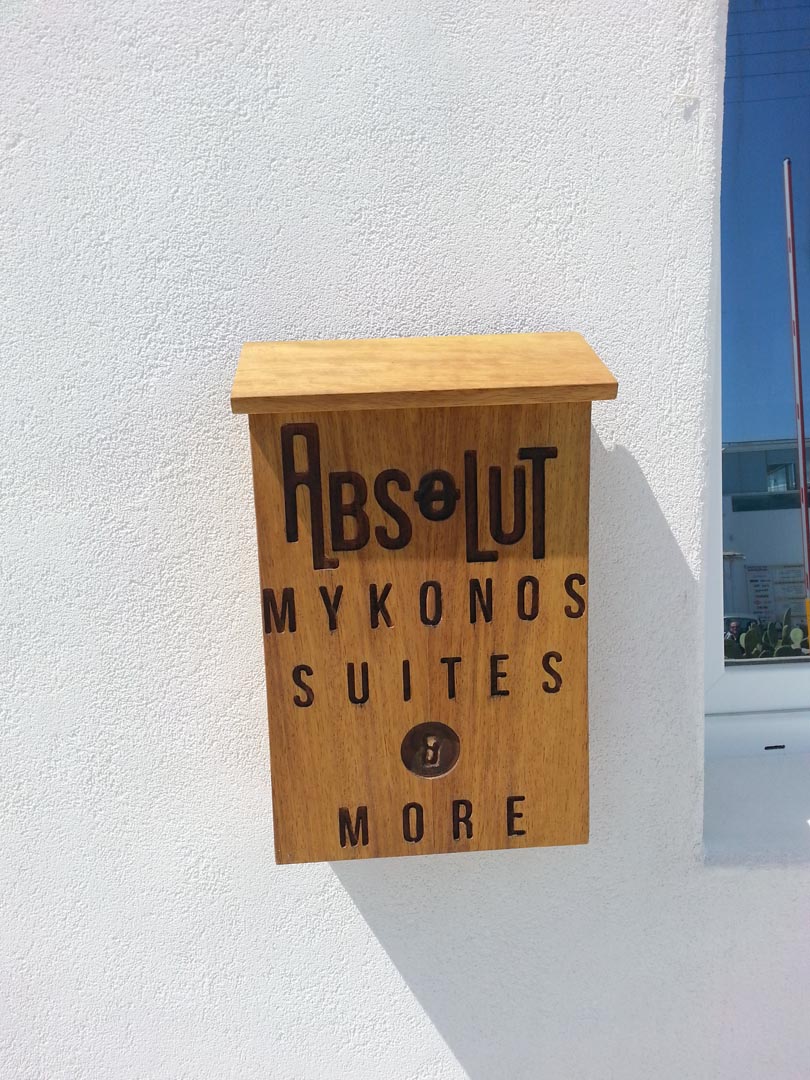 ABSOLUT
MYKONOS
SUITES
&
MORE